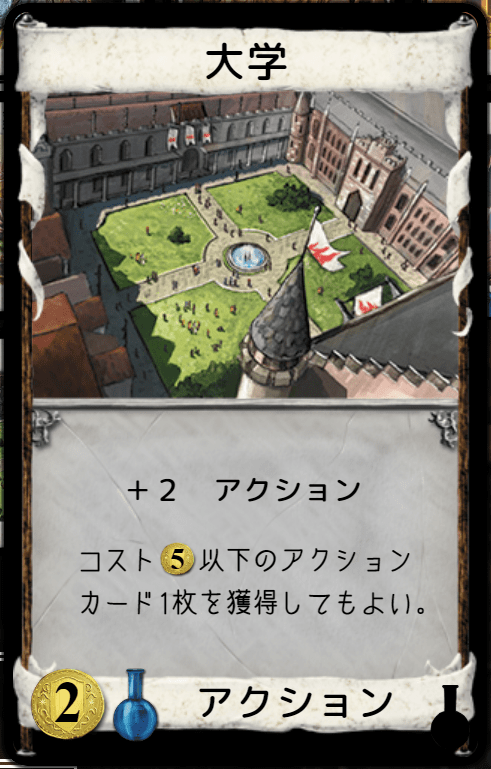 大学
＋２　アクション
コスト5以下のアクション
カード1枚を獲得してもよい。
2 アクション